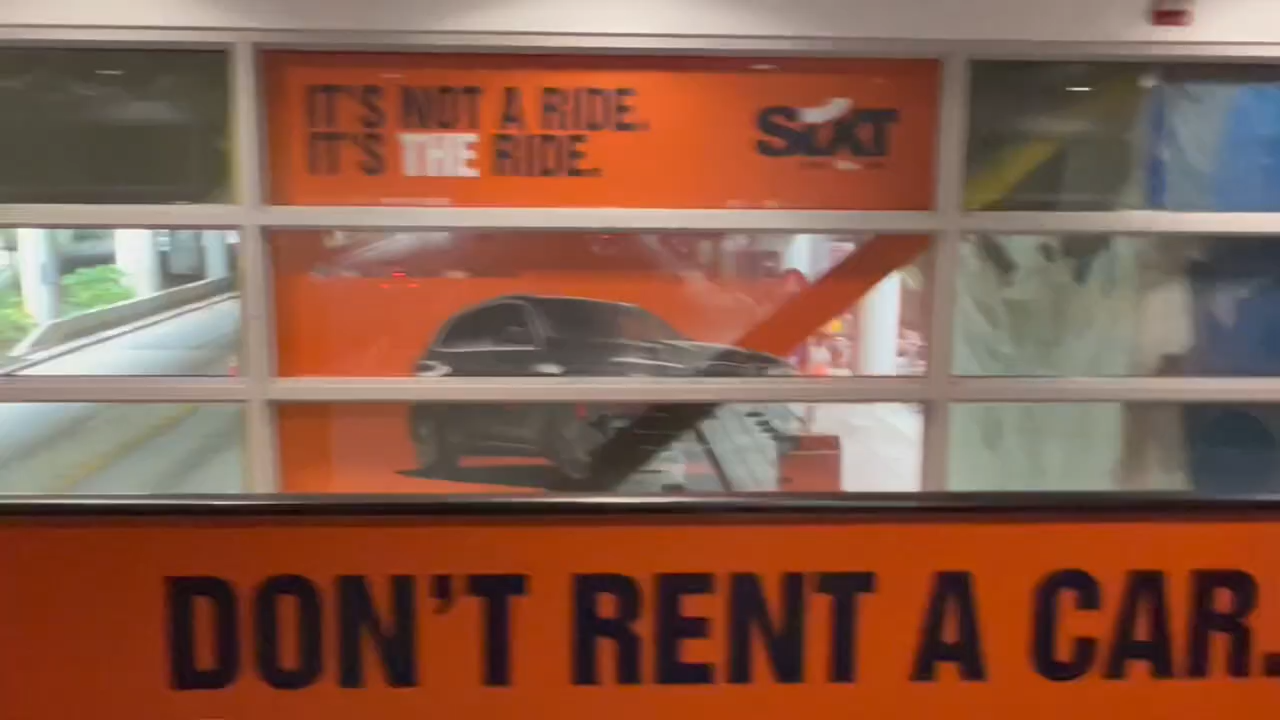 IT'S NOT A RIDE.
IT'S THE RIDE.
SIXT
DON'T RENT A CAR.